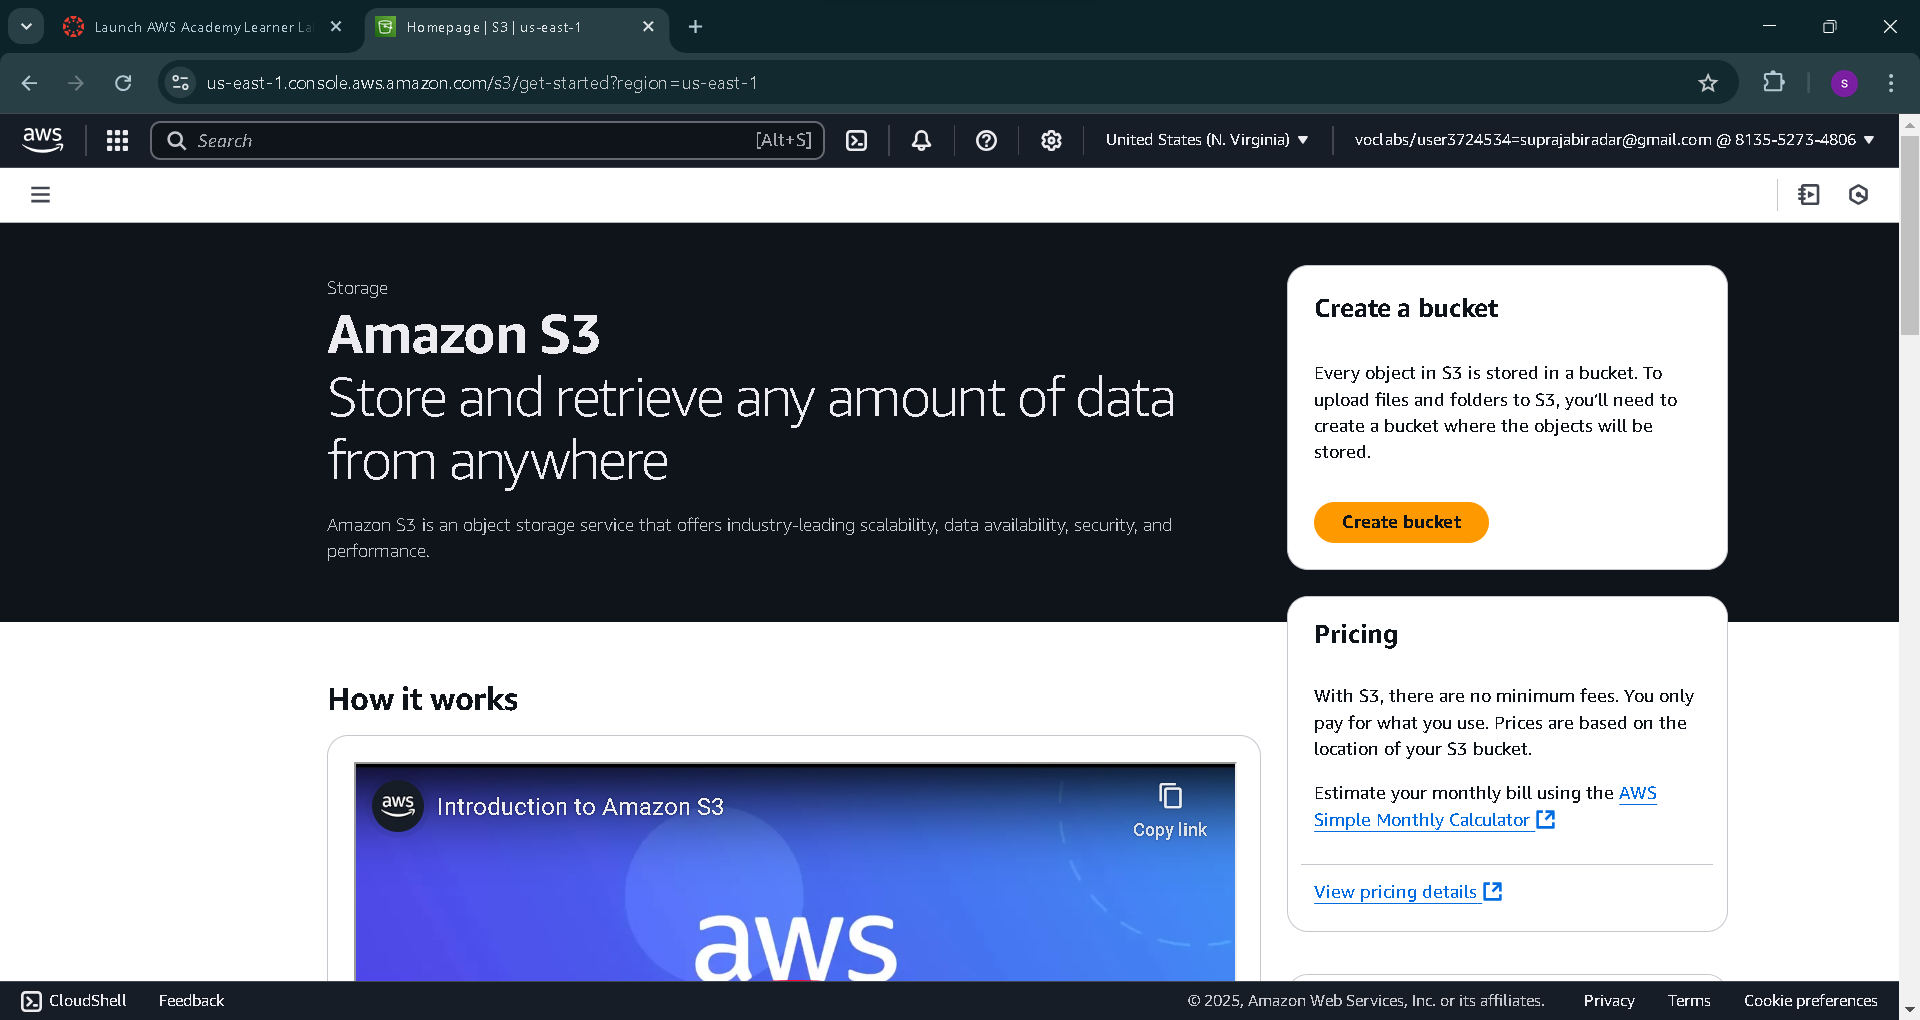 Launch AWS Academy Learner La
Homepage | S3 | us-east-1
us-east-1.console.aws.amazon.com/s3/get-started?region=us-east-1
S
aws
Search
[Alt+S]
United States (N. Virginia)
voclabs/user3724534=suprajabiradar@gmail.com @ 8135-5273-4806
Storage
Amazon S3
Store and retrieve any amount of data
from anywhere
Amazon S3 is an object storage service that offers industry-leading scalability, data availability, security, and
performance.
Create a bucket
Every object in S3 is stored in a bucket. To
upload files and folders to S3, you'll need to
create a bucket where the objects will be
stored.
Create bucket
Pricing
With S3, there are no minimum fees. You only
pay for what you use. Prices are based on the
location of your S3 bucket.
Estimate your monthly bill using the AWS
Simple Monthly Calculator
View pricing details
How it works
aws
Introduction to Amazon S3
Copy link
aws
CloudShell
Feedback
© 2025, Amazon Web Services, Inc. or its affiliates.
Privacy
Terms
Cookie preferences